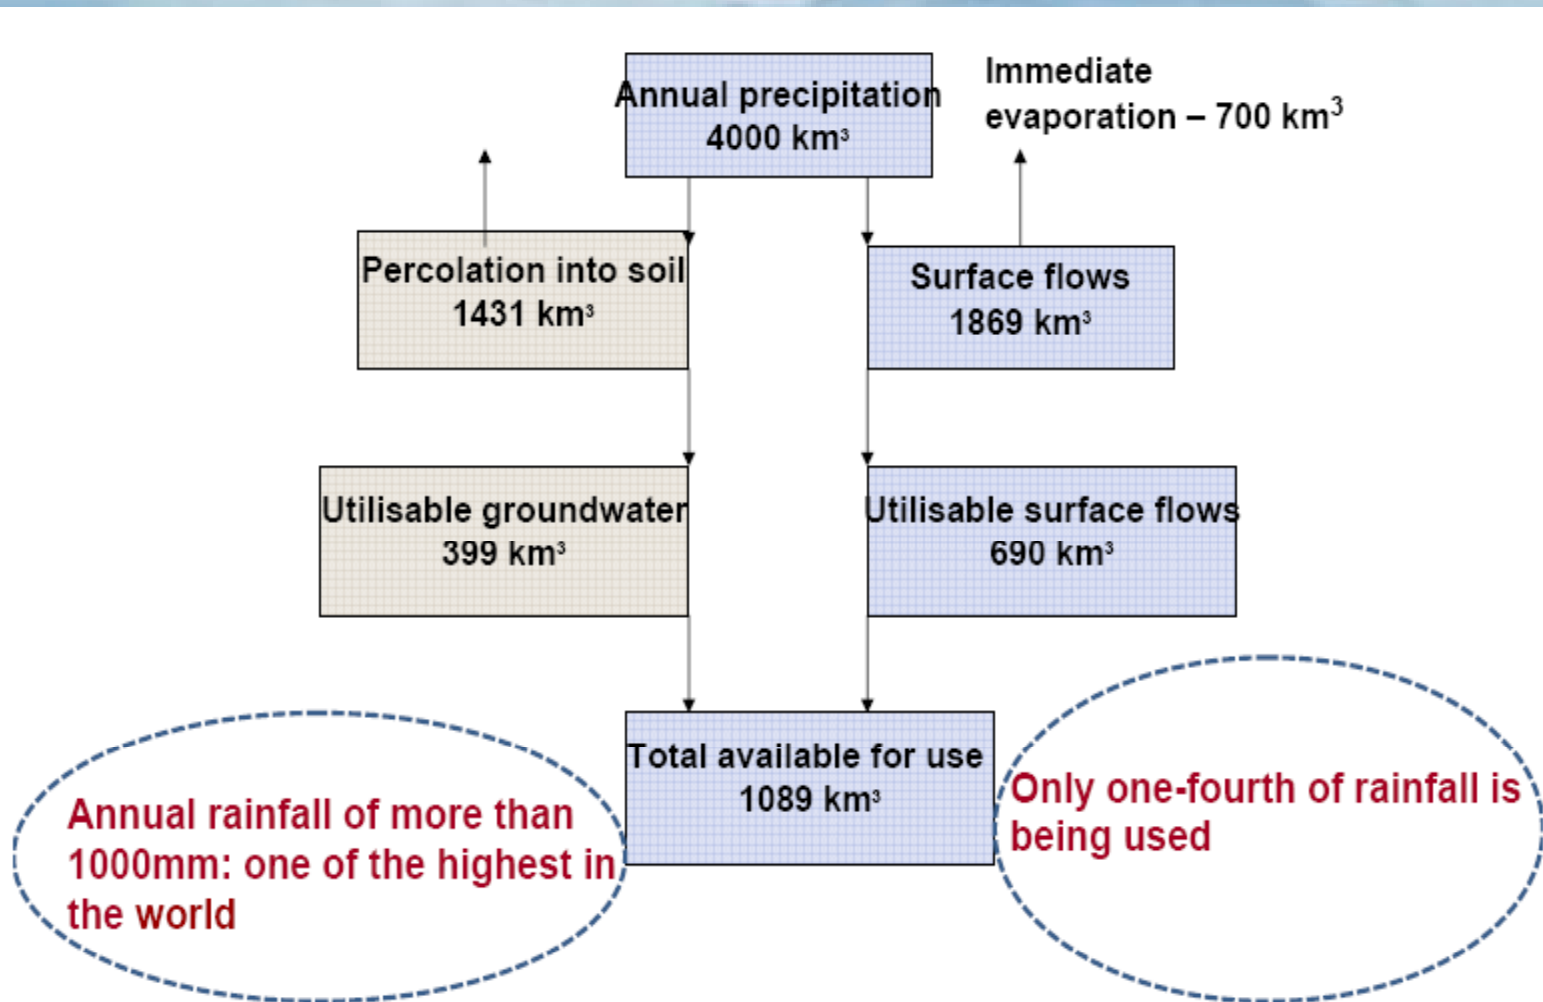 Annual precipitation
4000 km³
Immediate
evaporation – 700 km³
Percolation into soil
1431 km³
Surface flows
1869 km³
Utilisable groundwater
399 km³
Utilisable surface flows
690 km³
Total available for use
1089 km³
Annual rainfall of more than
1000mm: one of the highest in
the world
Only one-fourth of rainfall is
being used